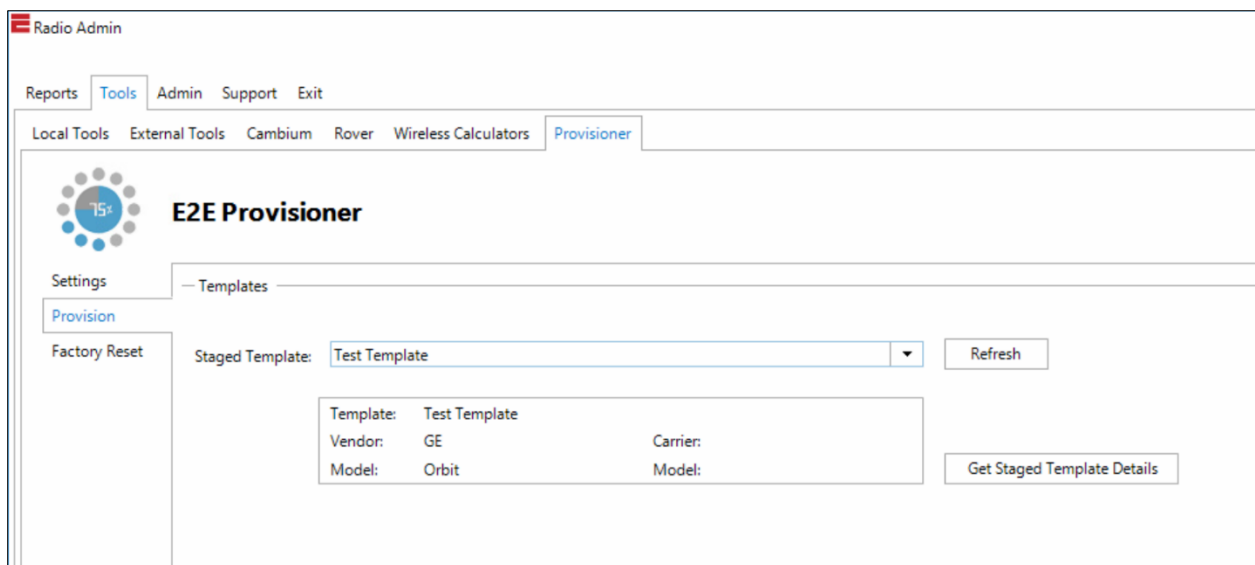 Radio Admin
Reports Tools Admin Support Exit
Local Tools External Tools Cambium Rover Wireless Calculators Provisioner
75%
E2E Provisioner
Settings
Templates
Provision
Factory Reset
Staged Template: Test Template Refresh
Template: Test Template
Vendor: GE Carrier:
Model: Orbit Model:
Get Staged Template Details